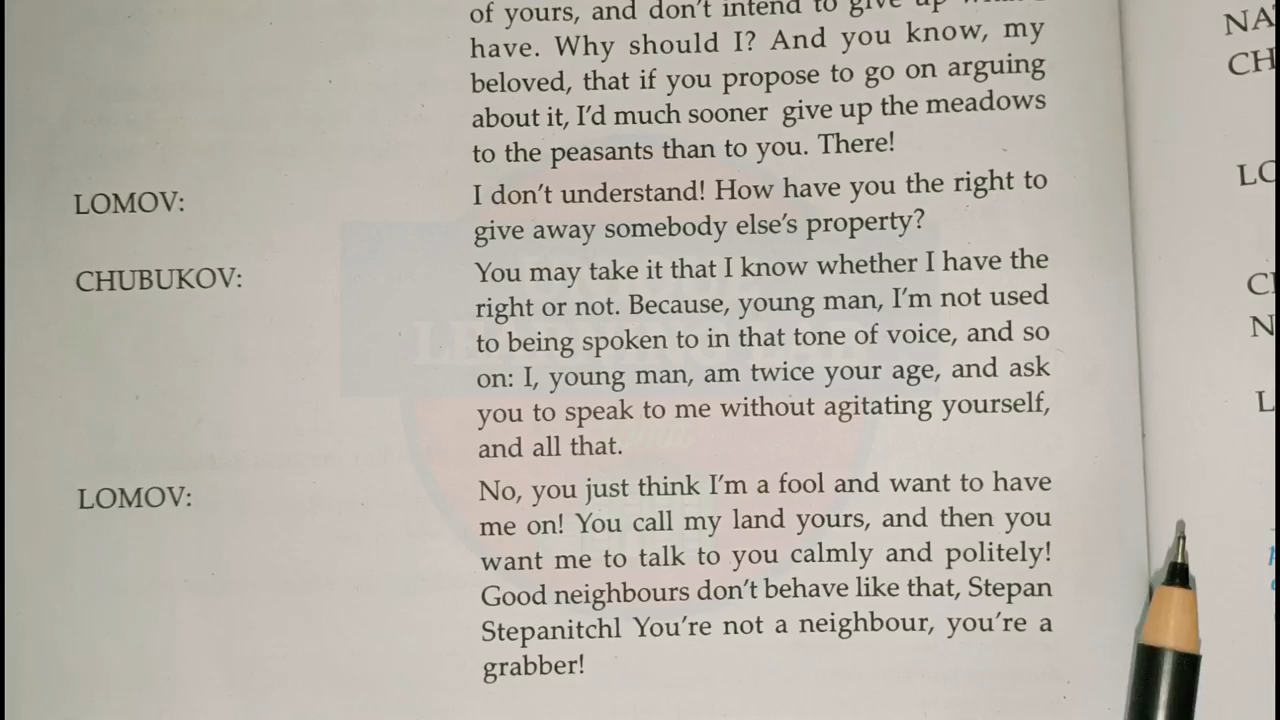 of yours, and don't intend to give up
have. Why should I? And you know, my
beloved, that if you propose to go on arguing
about it, I'd much sooner give up the meadows
to the peasants than to you. There!
LOMOV: I don't understand! How have you the right to
give away somebody else's property?
CHUBUKOV: You may take it that I know whether I have the
right or not. Because, young man, I'm not used
to being spoken to in that tone of voice, and so
on: I, young man, am twice your age, and ask
you to speak to me without agitating yourself,
and all that.
LOMOV: No, you just think I'm a fool and want to have
me on! You call my land yours, and then you
want me to talk to you calmly and politely!
Good neighbours don't behave like that, Stepan
Stepanitchl You're not a neighbour, you're a
grabber!
NA
CH
LO
N
L